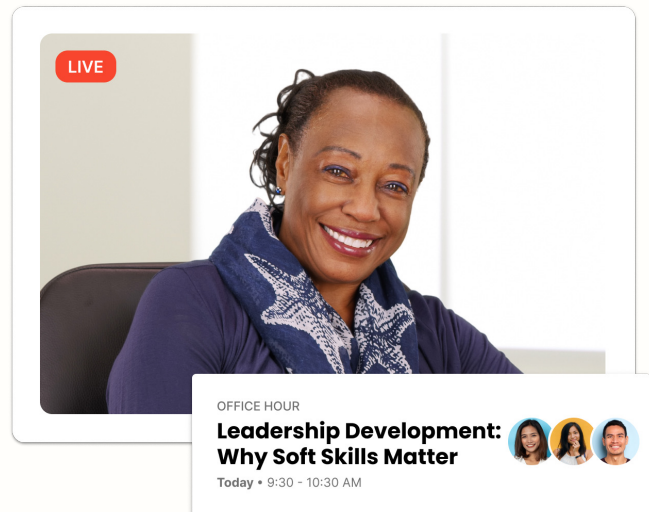 LIVE
OFFICE HOUR
Leadership Development:
Why Soft Skills Matter
Today • 9:30 - 10:30 AM